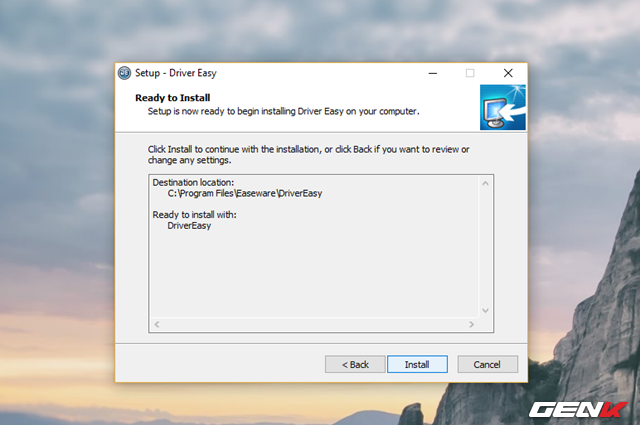 Setup - Driver Easy
Ready to Install
Setup is now ready to begin installing Driver Easy on your computer.
Click Install to continue with the installation, or click Back if you want to review or
change any settings.
Destination location:
C:\Program Files\Easeware\DriverEasy
Ready to install with:
DriverEasy
< Back
Install
Cancel
GENK